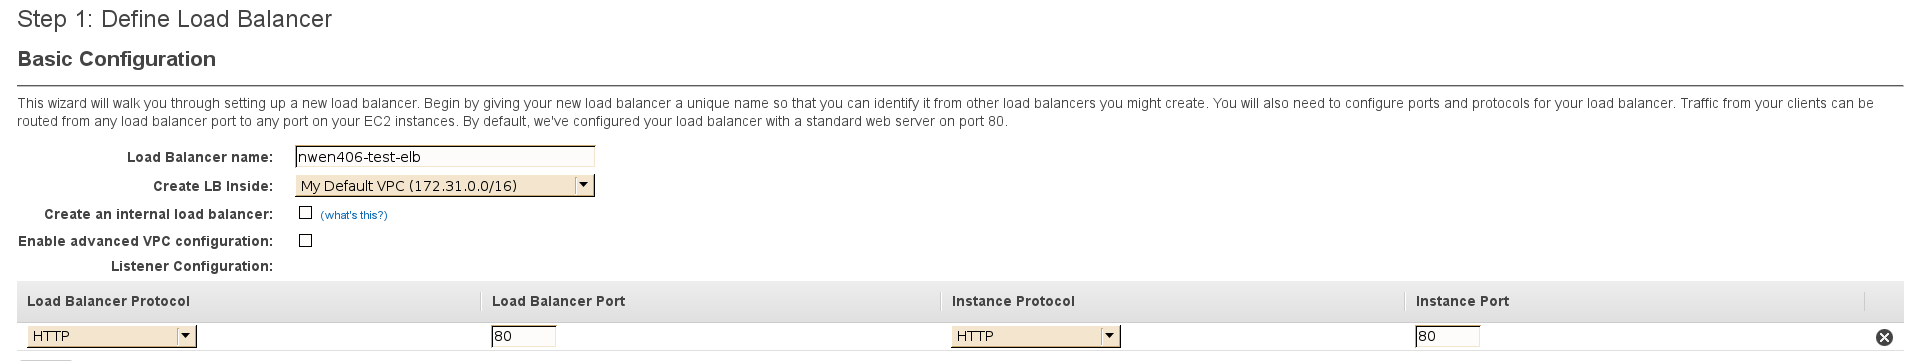 Step 1: Define Load Balancer
Basic Configuration
This wizard will walk you through setting up a new load balancer. Begin by giving your new load balancer a unique name so that you can identify it from other load balancers you might create. You will also need to configure ports and protocols for your load balancer. Traffic from your clients can be
routed from any load balancer port to any port on your EC2 instances. By default, we've configured your load balancer with a standard web server on port 80.
Load Balancer name: nwen406-test-elb
Create LB Inside: My Default VPC (172.31.0.0/16)
Create an internal load balancer: (what's this?)
Enable advanced VPC configuration:
Listener Configuration:
Load Balancer Protocol Load Balancer Port Instance Protocol Instance Port
HTTP 80 HTTP 80